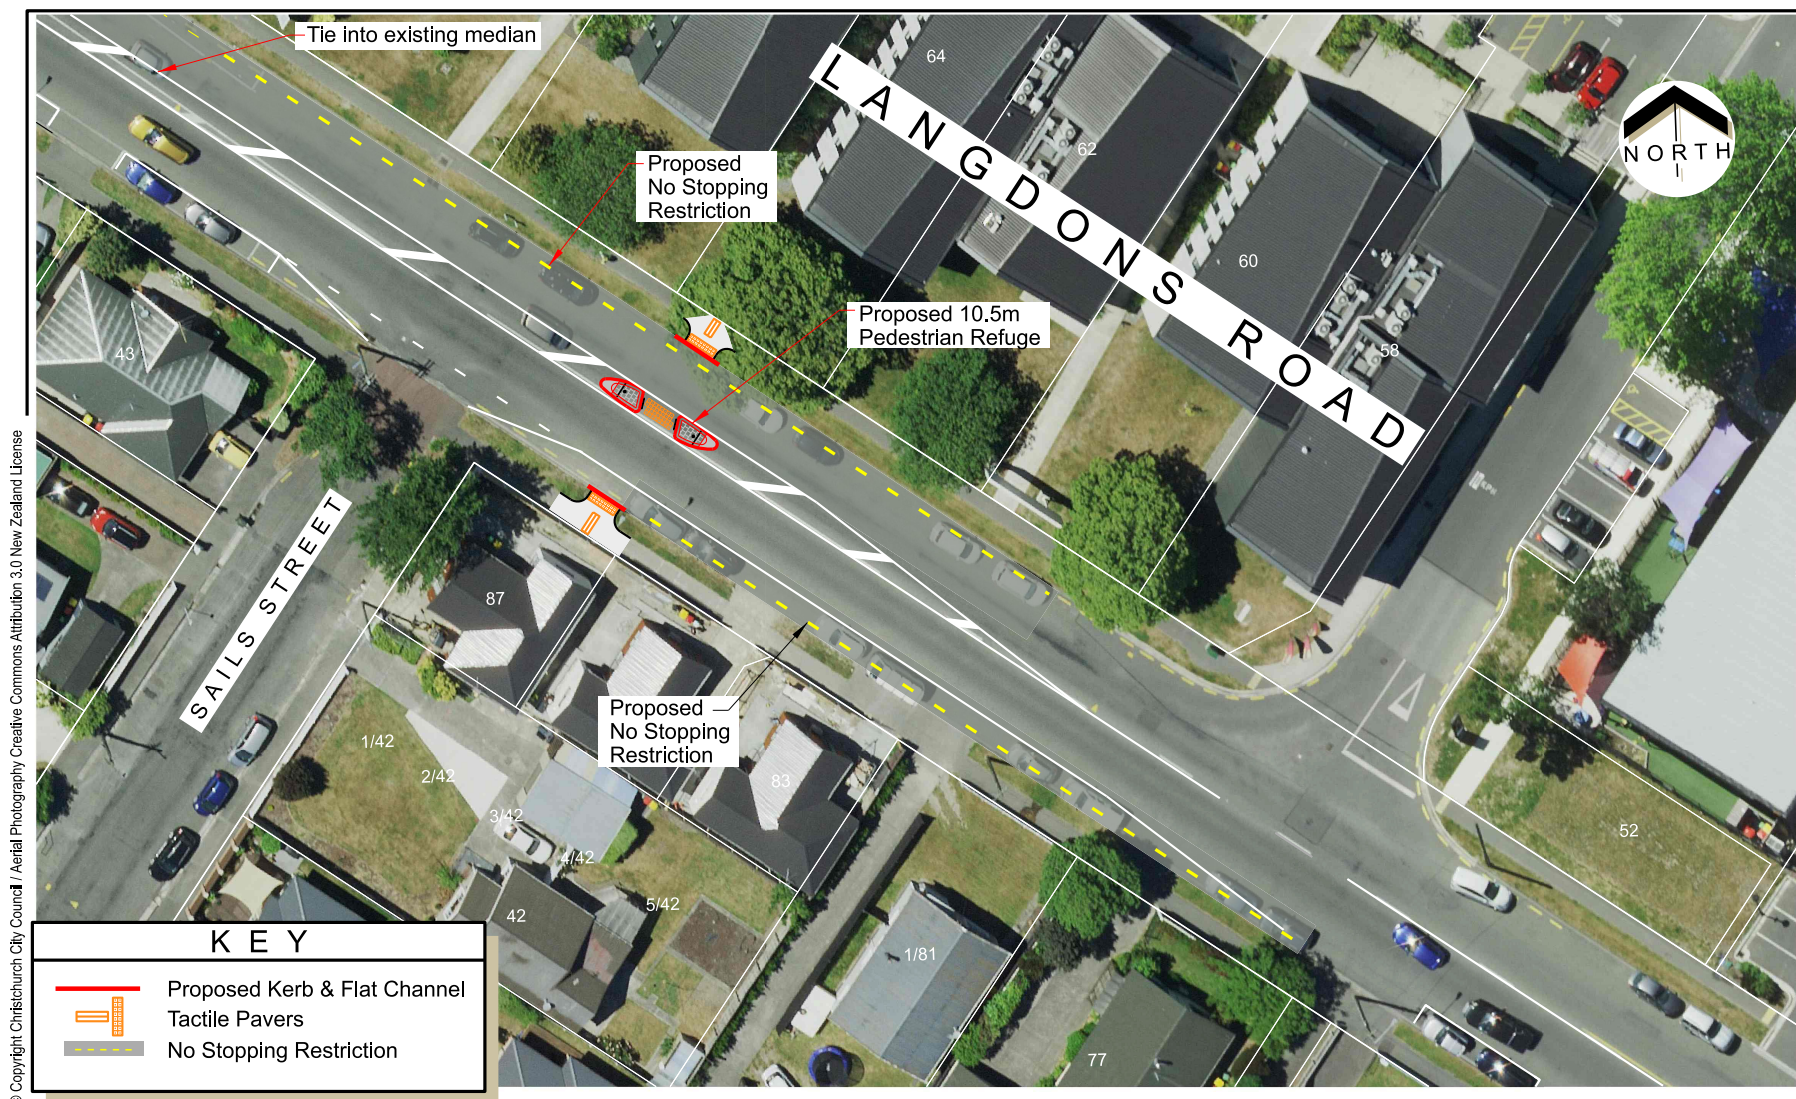 Tie into existing median
64
LANGDONS ROAD
NORTH
62
Proposed
No Stopping
Restriction
60
Proposed 10.5m
Pedestrian Refuge
43
58
SAILS STREET
87
Proposed
No Stopping
Restriction
1/42
2/42
83
3/42
4/42
52
5/42
42
1/81
77
KEY
Proposed Kerb & Flat Channel
Tactile Pavers
No Stopping Restriction
© Copyright Christchurch City Council / Aerial Photography Creative Commons Attribution 3.0 New Zealand License